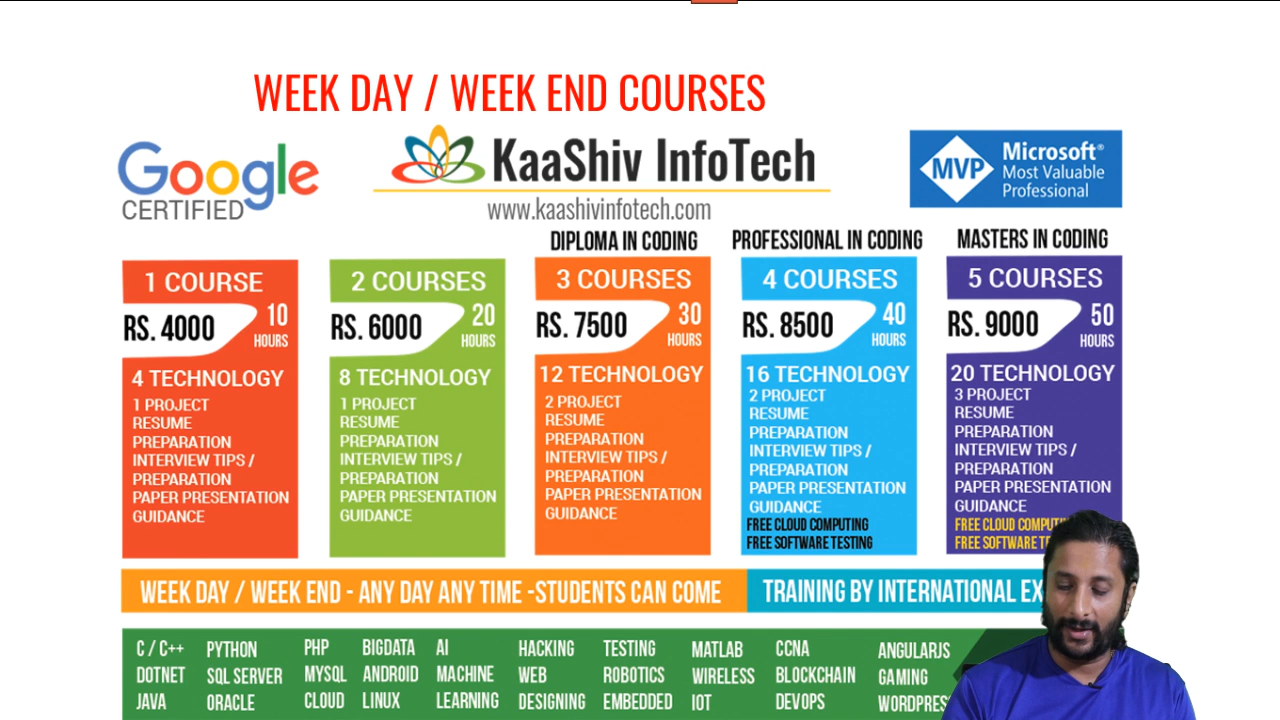 WEEK DAY / WEEK END COURSES
Google
CERTIFIED
KaaShiv InfoTech
www.kaashivinfotech.com
MVP
Microsoft®
Most Valuable
Professional
DIPLOMA IN CODING
PROFESSIONAL IN CODING
MASTERS IN CODING
1 COURSE
RS. 4000
10
HOURS
4 TECHNOLOGY
1 PROJECT
RESUME
PREPARATION
INTERVIEW TIPS /
PREPARATION
PAPER PRESENTATION
GUIDANCE
2 COURSES
RS. 6000
20
HOURS
8 TECHNOLOGY
1 PROJECT
RESUME
PREPARATION
INTERVIEW TIPS /
PREPARATION
PAPER PRESENTATION
GUIDANCE
3 COURSES
RS. 7500
30
HOURS
12 TECHNOLOGY
2 PROJECT
RESUME
PREPARATION
INTERVIEW TIPS /
PREPARATION
PAPER PRESENTATION
GUIDANCE
4 COURSES
RS. 8500
40
HOURS
16 TECHNOLOGY
2 PROJECT
RESUME
PREPARATION
INTERVIEW TIPS /
PREPARATION
PAPER PRESENTATION
GUIDANCE
FREE CLOUD COMPUTING
FREE SOFTWARE TESTING
5 COURSES
RS. 9000
50
HOURS
20 TECHNOLOGY
3 PROJECT
RESUME
PREPARATION
INTERVIEW TIPS /
PREPARATION
PAPER PRESENTATION
GUIDANCE
FREE CLOUD
FREE SOFTWARE
WEEK DAY / WEEK END - ANY DAY ANY TIME -STUDENTS CAN COME
TRAINING BY INTERNATIONAL
C / C++ PYTHON PHP BIGDATA AI HACKING TESTING MATLAB CCNA ANGULARJS
DOTNET SQL SERVER MYSQL ANDROID MACHINE WEB ROBOTICS WIRELESS BLOCKCHAIN GAMING
JAVA ORACLE CLOUD LINUX LEARNING DESIGNING EMBEDDED IOT DEVOPS